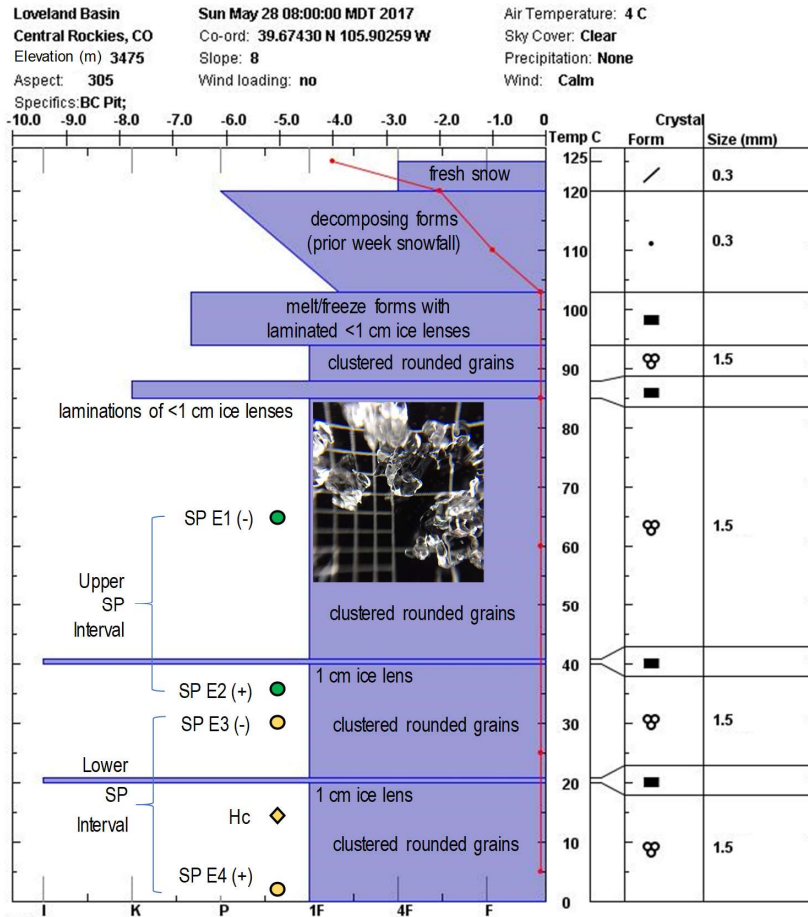 Loveland Basin Sun May 28 08:00:00 MDT 2017 Air Temperature: 4 C
Central Rockies, CO Co-ord: 39.67430 N 105.90259 W Sky Cover: Clear
Elevation (m) 3475 Slope: 8 Precipitation: None
Aspect: 305 Wind loading: no Wind: Calm
Specifics:BC Pit;
-10.0 -9.0 -8.0 -7.0 -6.0 -5.0 -4.0 -3.0 -2.0 -1.0 0
Temp C
Crystal
Form Size (mm)
125
fresh snow
0.3
120
decomposing forms
(prior week snowfall)
0.3
110
100
melt/freeze forms with
laminated <1 cm ice lenses
clustered rounded grains
1.5
90
laminations of <1 cm ice lenses
80
70
SP E1 (-)
1.5
60
Upper
SP
Interval
clustered rounded grains
50
40
1 cm ice lens
SP E2 (+)
SP E3 (-)
clustered rounded grains
30
1.5
Lower
SP
Interval
20
1 cm ice lens
Hc
clustered rounded grains
10
1.5
SP E4 (+)
0
I K P 1F 4F F